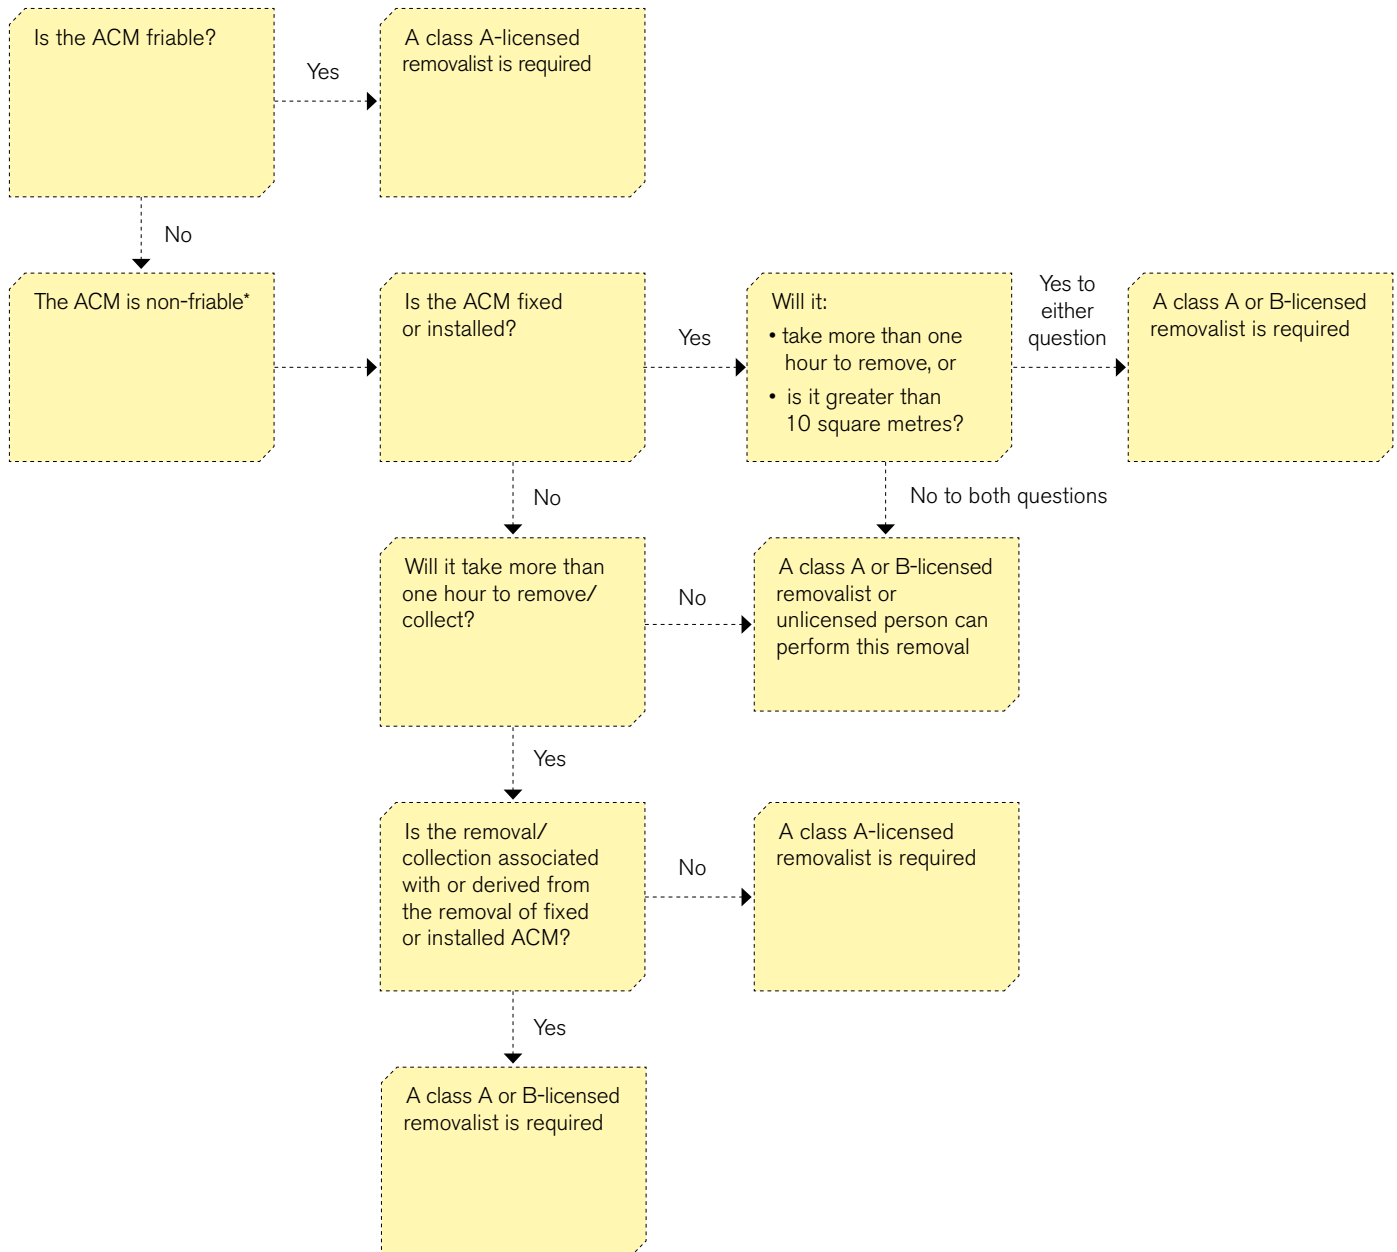 Is the ACM friable?
Yes
A class A-licensed
removalist is required
No
The ACM is non-friable*
Is the ACM fixed
or installed?
Yes
Will it:
• take more than one
hour to remove, or
• is it greater than
10 square metres?
Yes to
either
question
A class A or B-licensed
removalist is required
No
No to both questions
Will it take more than
one hour to remove/
collect?
No
A class A or B-licensed
removalist or
unlicensed person can
perform this removal
Yes
Is the removal/
collection associated
with or derived from
the removal of fixed
or installed ACM?
No
A class A-licensed
removalist is required
Yes
A class A or B-licensed
removalist is required